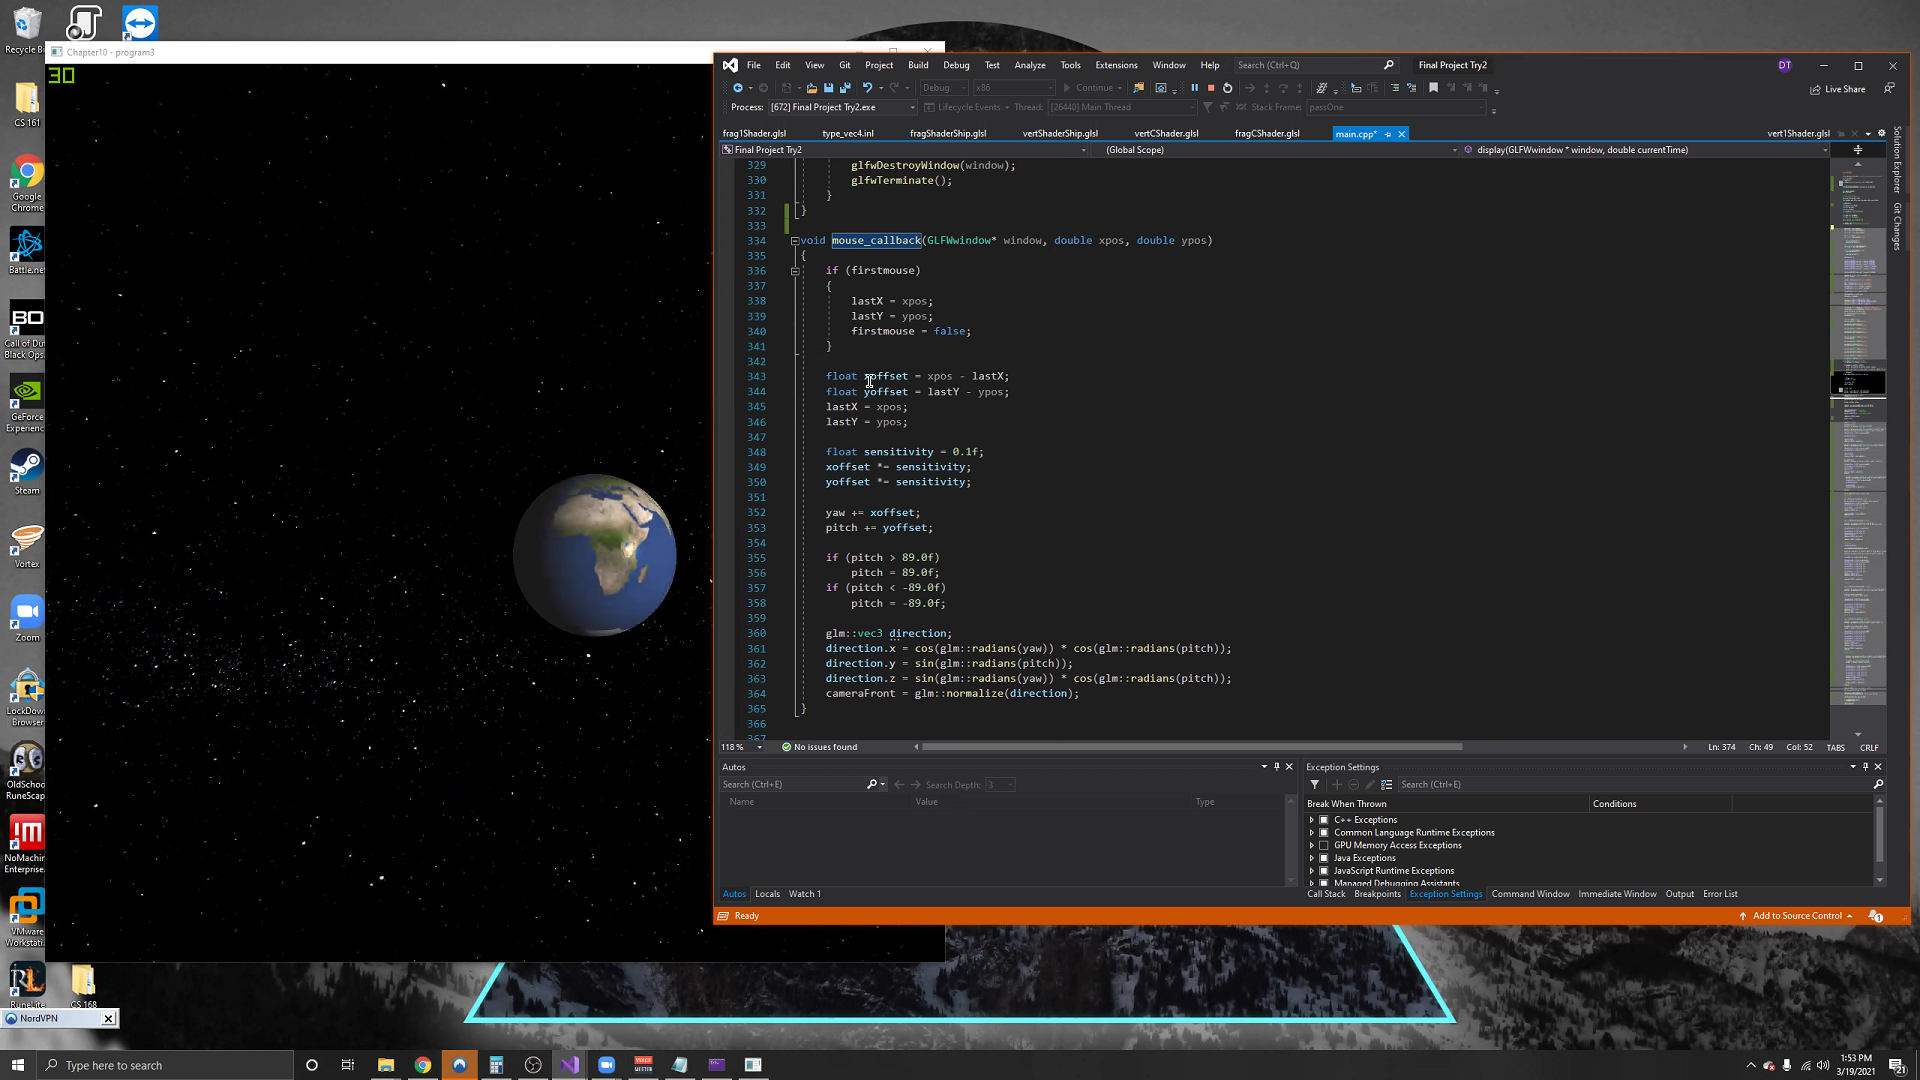 Recycle Bi
Chapter10 - program3
30
CS 161
Google
Chrome
Battle.net
BO
Call of Du
Black Ops.
GeForce
Experience
Steam
Vortex
Zoom
LockDow
Browser
OldSchoo
RuneScap
NoMachin
Enterprise.
VMware
Workstati.
RuneLite
CS 168
NordVPN
File Edit View Git Project Build Debug Test Analyze Tools Extensions Window Help Search (Ctrl+Q) Final Project Try2 DT
Debug x86 Continue Live Share
Process: [672] Final Project Try2.exe Lifecycle Events Thread: [26440] Main Thread Stack Frame: passOne
frag1Shader.glsl type_vec4.inl fragShaderShip.glsl vertShaderShip.glsl vertCShader.glsl fragCShader.glsl main.cpp* vert1Shader.glsl
Final Project Try2 (Global Scope) display(GLFWwindow * window, double currentTime)
Solution Explorer
Git Changes
329 glfwDestroyWindow(window);
330 glfwTerminate();
331 }
332 }
333
334 void mouse_callback(GLFWwindow* window, double xpos, double ypos)
335 {
336 if (firstmouse)
337 {
338 lastX = xpos;
339 lastY = ypos;
340 firstmouse = false;
341 }
342
343 float xoffset = xpos - lastX;
344 float yoffset = lastY - ypos;
345 lastX = xpos;
346 lastY = ypos;
347
348 float sensitivity = 0.1f;
349 xoffset *= sensitivity;
350 yoffset *= sensitivity;
351
352 yaw += xoffset;
353 pitch += yoffset;
354
355 if (pitch > 89.0f)
356 pitch = 89.0f;
357 if (pitch < -89.0f)
358 pitch = -89.0f;
359
360 glm::vec3 direction;
361 direction.x = cos(glm::radians(yaw)) * cos(glm::radians(pitch));
362 direction.y = sin(glm::radians(pitch));
363 direction.z = sin(glm::radians(yaw)) * cos(glm::radians(pitch));
364 cameraFront = glm::normalize(direction);
365 }
366
367
118 % No issues found Ln: 374 Ch: 49 Col: 52 TABS CRLF
Autos
Search (Ctrl+E) Search Depth: 3
Name Value Type
Autos Locals Watch 1
Exception Settings
Search (Ctrl+E)
Break When Thrown Conditions
C++ Exceptions
Common Language Runtime Exceptions
GPU Memory Access Exceptions
Java Exceptions
JavaScript Runtime Exceptions
Managed Debugging Assistants
Call Stack Breakpoints Exception Settings Command Window Immediate Window Output Error List
Ready Add to Source Control 1
Type here to search
1:53 PM
3/19/2021
21